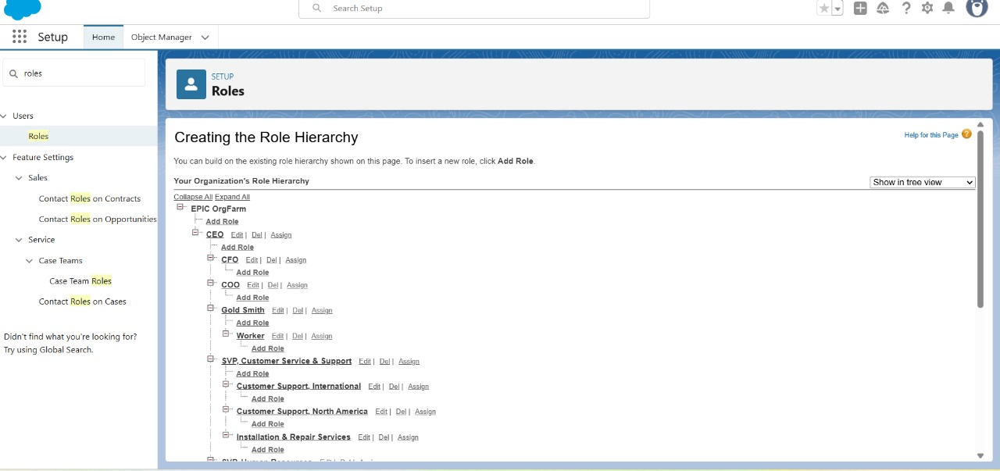 Search Setup
Setup
Home
Object Manager
roles
Users
Roles
Feature Settings
Sales
Contact Roles on Contracts
Contact Roles on Opportunities
Service
Case Teams
Case Team Roles
Contact Roles on Cases
Didn't find what you're looking for?
Try using Global Search.
SETUP
Roles
Creating the Role Hierarchy
Help for this Page ?
You can build on the existing role hierarchy shown on this page. To insert a new role, click Add Role.
Your Organization's Role Hierarchy
Show in tree view
Collapse All Expand All
EPIC OrgFarm
Add Role
CEO Edit | Del | Assign
Add Role
CFO Edit | Del | Assign
Add Role
COO Edit | Del | Assign
Add Role
Gold Smith Edit | Del | Assign
Add Role
Worker Edit | Del | Assign
Add Role
SVP, Customer Service & Support Edit | Del | Assign
Add Role
Customer Support, International Edit | Del | Assign
Add Role
Customer Support, North America Edit | Del | Assign
Add Role
Installation & Repair Services Edit | Del | Assign
Add Role
SVP, Human Resources Edit | Del | Assign